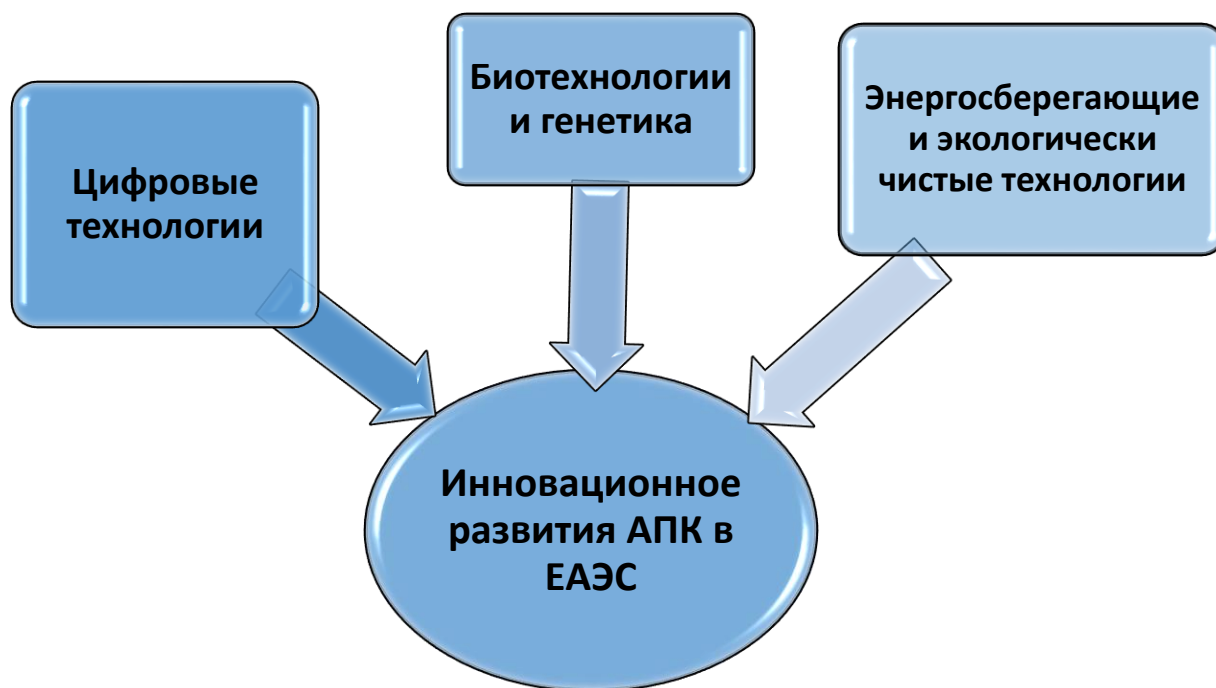 Цифровые
технологии
Биотехнологии
и генетика
Энергосберегающие
и экологически
чистые технологии
Инновационное
развития АПК в
ЕАЭС